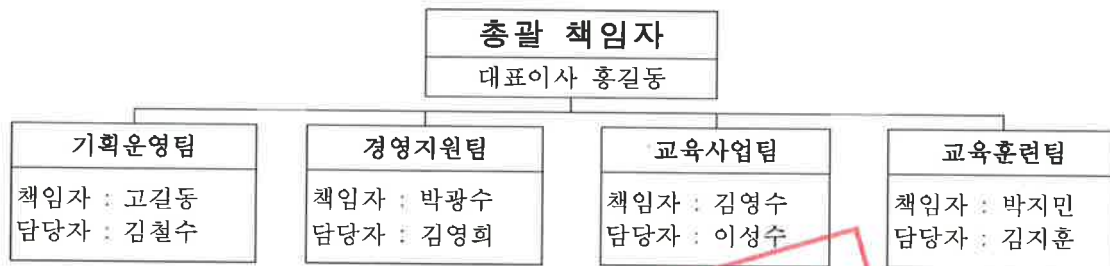 총괄 책임자
대표이사 홍길동
기획운영팀
책임자 : 고길동
담당자 : 김철수
경영지원팀
책임자 : 박광수
담당자 : 김영희
교육사업팀
책임자 : 김영수
담당자 : 이성수
교육훈련팀
책임자 : 박지민
담당자 : 김지훈